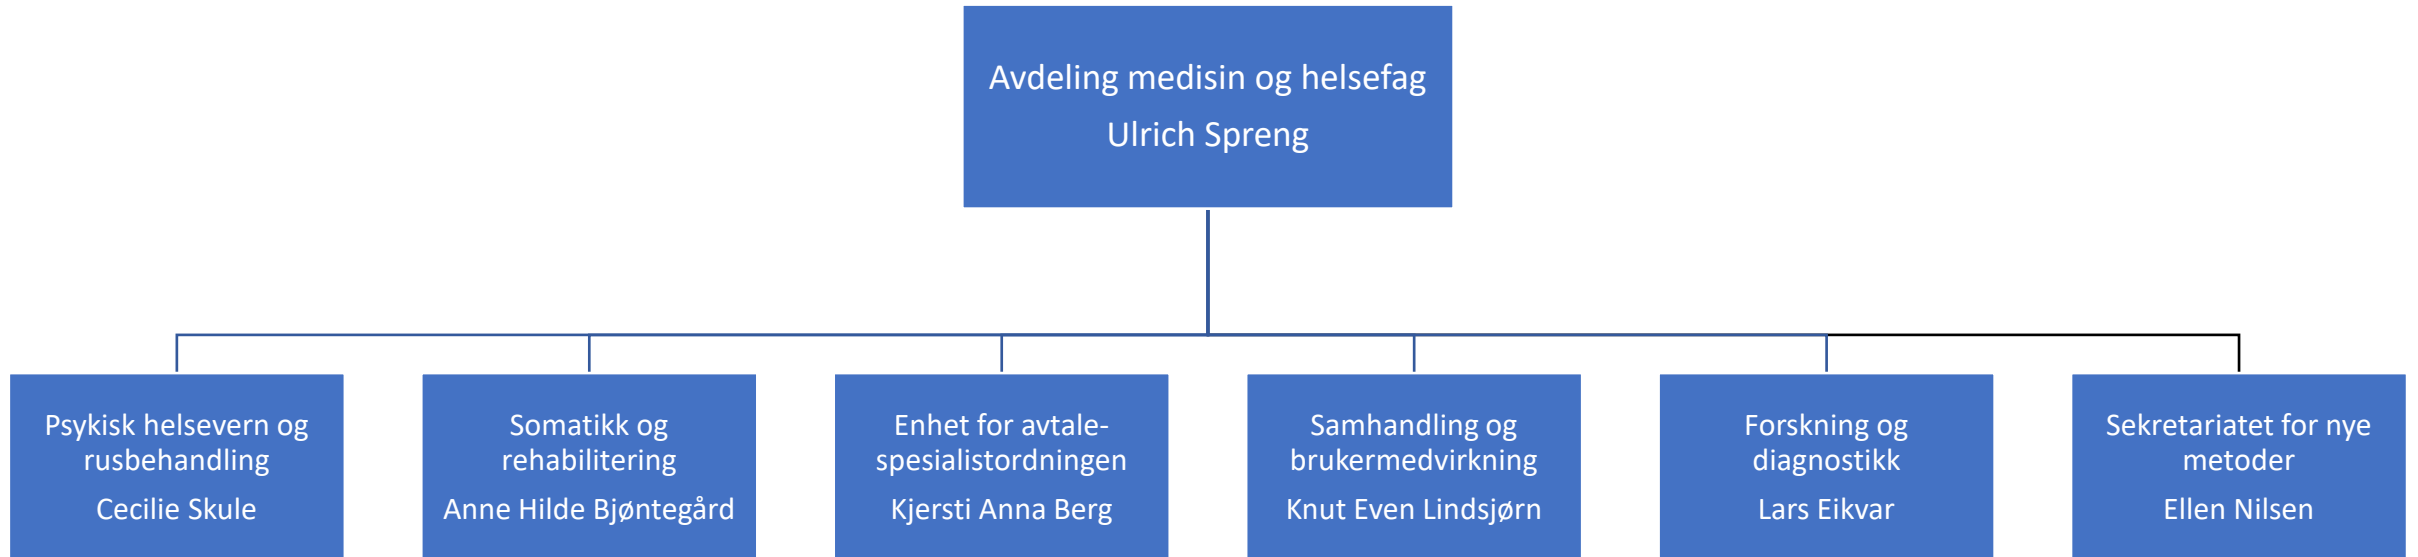 Avdeling medisin og helsefag
Ulrich Spreng
Psykisk helsevern og
rusbehandling
Cecilie Skule
Somatikk og
rehabilitering
Anne Hilde Bjøntegård
Enhet for avtale-
spesialistordningen
Kjersti Anna Berg
Samhandling og
brukermedvirkning
Knut Even Lindsjørn
Forskning og
diagnostikk
Lars Eikvar
Sekretariatet for nye
metoder
Ellen Nilsen